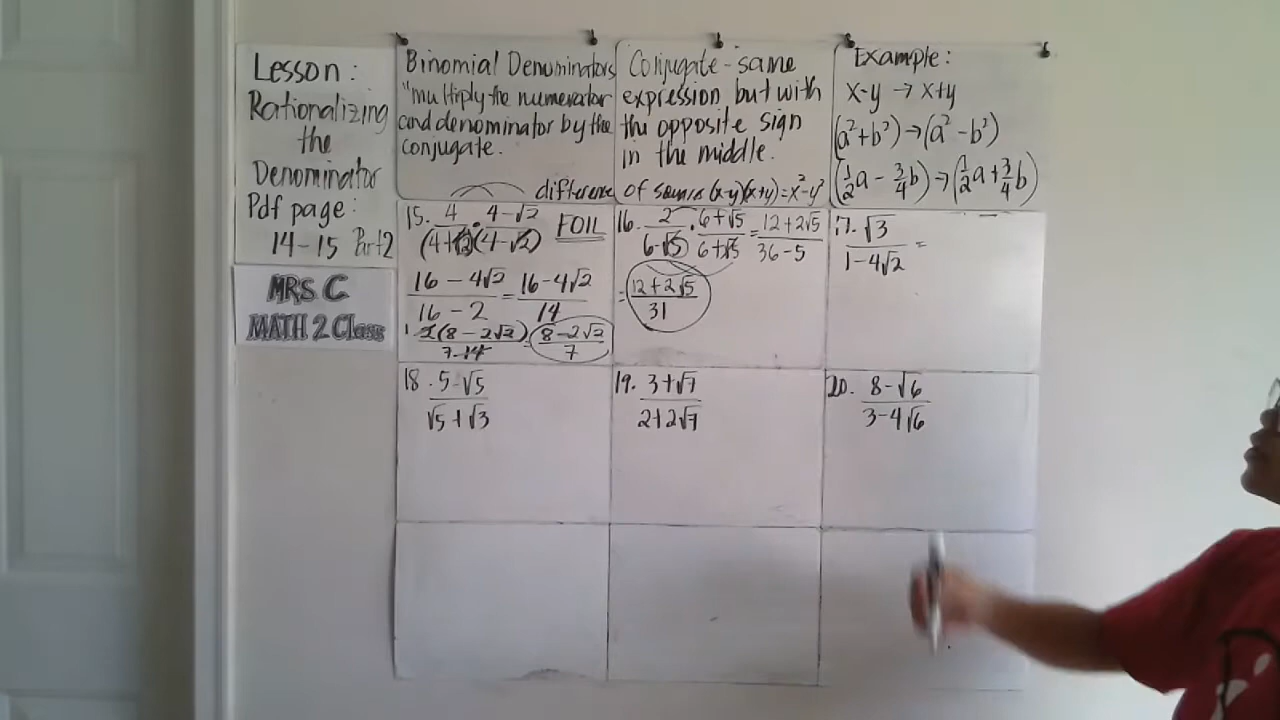 Lesson:
Rationalizing
the
Denominator
Pdf page:
14-15 Part 2
MRS C
MATH 2 Class
Binomial Denominators
"multiply the numerator
and denominator by the
conjugate.
Conjugate - same
expression but with
the opposite sign
in the middle.
Example:
x-y → x+y
(a²+b²)→(a²-b²)
(1/2a - 3/4b)→(1/2a+3/4b)
difference of square (x-y)(x+y)=x²-y²
15. 4/(4+√2) · (4-√2)/(4-√2) FOIL
(16-4√2)/(16-2) = (16-4√2)/14
1 2(8-2√2)/7 14 = (8-2√2)/7
16. 2/(6-√5) · (6+√5)/(6+√5) = (12+2√5)/(36-5)
= (12+2√5)/31
17. √3/(1-4√2) =
18. (5-√5)/(√5+√3)
19. (3+√7)/(2+2√7)
20. (8-√6)/(3-4√6)